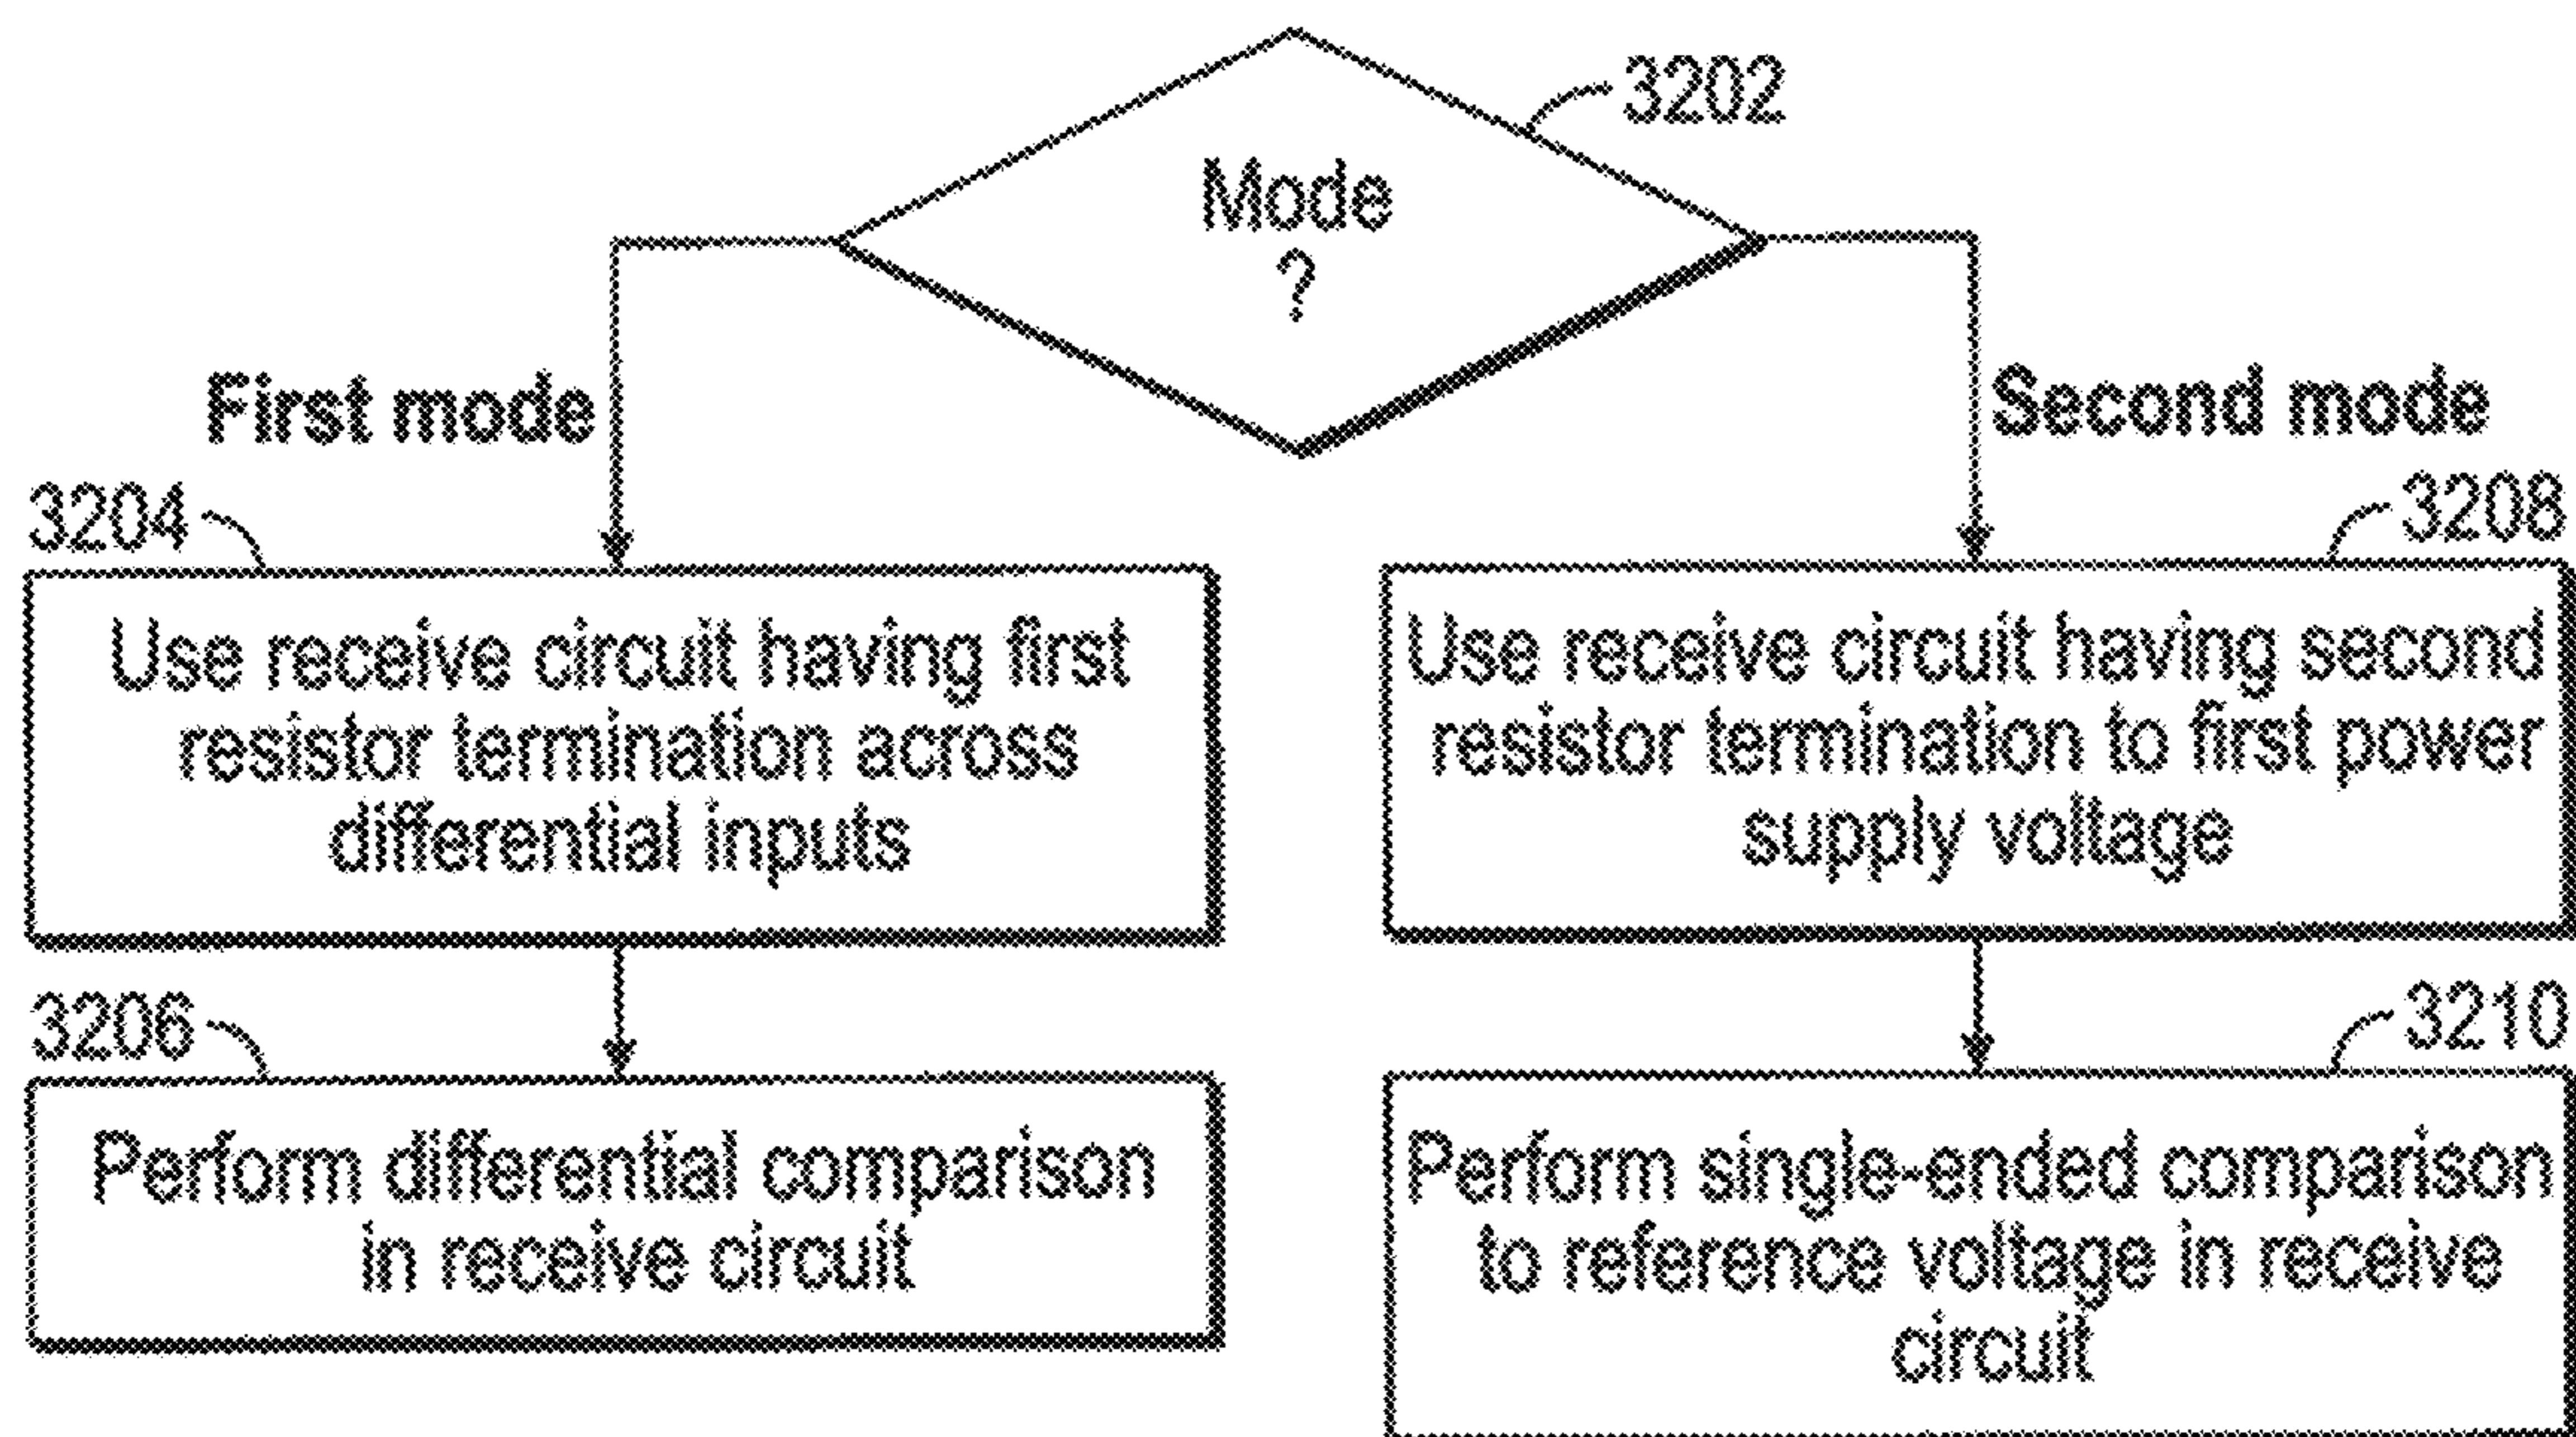 3202
Mode
?
First mode
Second mode
3204
3208
Use receive circuit having first
resistor termination across
differential inputs
Use receive circuit having second
resistor termination to first power
supply voltage
3206
3210
Perform differential comparison
in receive circuit
Perform single-ended comparison
to reference voltage in receive
circuit